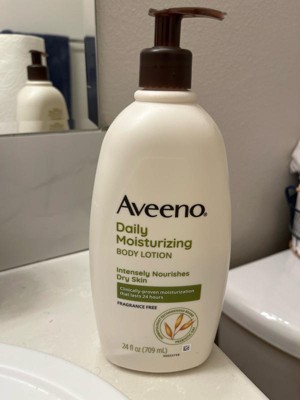 Aveeno®
Daily
Moisturizing
BODY LOTION
Intensely Nourishes
Dry Skin
Clinically proven moisturization
that lasts 24 hours
FRAGRANCE FREE
24 fl oz (709 mL)